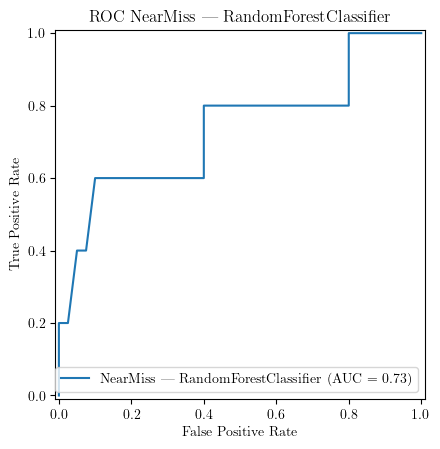 ROC NearMiss — RandomForestClassifier
1.0
0.8
0.6
0.4
0.2
0.0
True Positive Rate
NearMiss — RandomForestClassifier (AUC = 0.73)
0.0 0.2 0.4 0.6 0.8 1.0
False Positive Rate